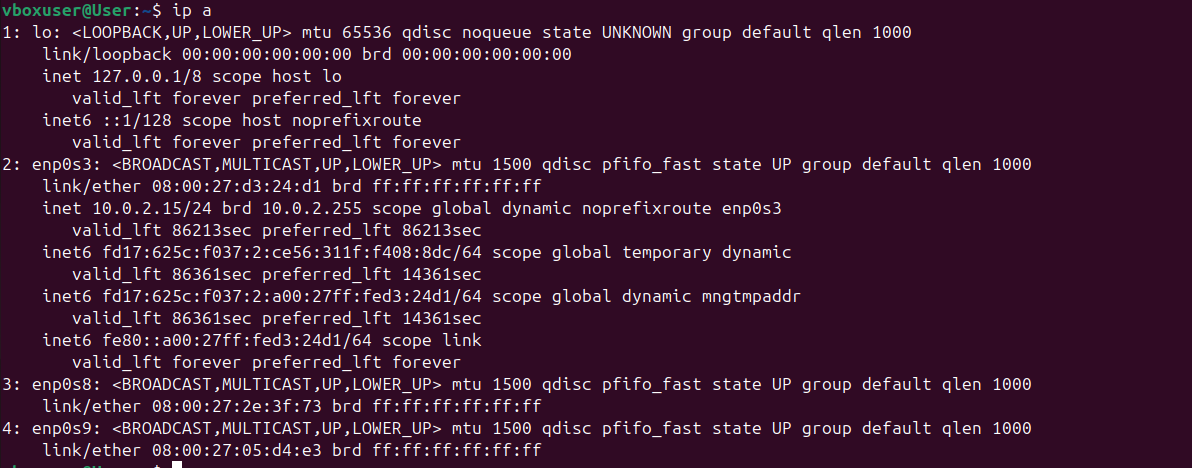 vboxuser@User:~$ ip a
1: lo: <LOOPBACK,UP,LOWER_UP> mtu 65536 qdisc noqueue state UNKNOWN group default qlen 1000
    link/loopback 00:00:00:00:00:00 brd 00:00:00:00:00:00
    inet 127.0.0.1/8 scope host lo
       valid_lft forever preferred_lft forever
    inet6 ::1/128 scope host noprefixroute
       valid_lft forever preferred_lft forever
2: enp0s3: <BROADCAST,MULTICAST,UP,LOWER_UP> mtu 1500 qdisc pfifo_fast state UP group default qlen 1000
    link/ether 08:00:27:d3:24:d1 brd ff:ff:ff:ff:ff:ff
    inet 10.0.2.15/24 brd 10.0.2.255 scope global dynamic noprefixroute enp0s3
       valid_lft 86213sec preferred_lft 86213sec
    inet6 fd17:625c:f037:2:ce56:311f:f408:8dc/64 scope global temporary dynamic
       valid_lft 86361sec preferred_lft 14361sec
    inet6 fd17:625c:f037:2:a00:27ff:fed3:24d1/64 scope global dynamic mngtmpaddr
       valid_lft 86361sec preferred_lft 14361sec
    inet6 fe80::a00:27ff:fed3:24d1/64 scope link
       valid_lft forever preferred_lft forever
3: enp0s8: <BROADCAST,MULTICAST,UP,LOWER_UP> mtu 1500 qdisc pfifo_fast state UP group default qlen 1000
    link/ether 08:00:27:2e:3f:73 brd ff:ff:ff:ff:ff:ff
4: enp0s9: <BROADCAST,MULTICAST,UP,LOWER_UP> mtu 1500 qdisc pfifo_fast state UP group default qlen 1000
    link/ether 08:00:27:05:d4:e3 brd ff:ff:ff:ff:ff:ff
vboxuser@User:~$